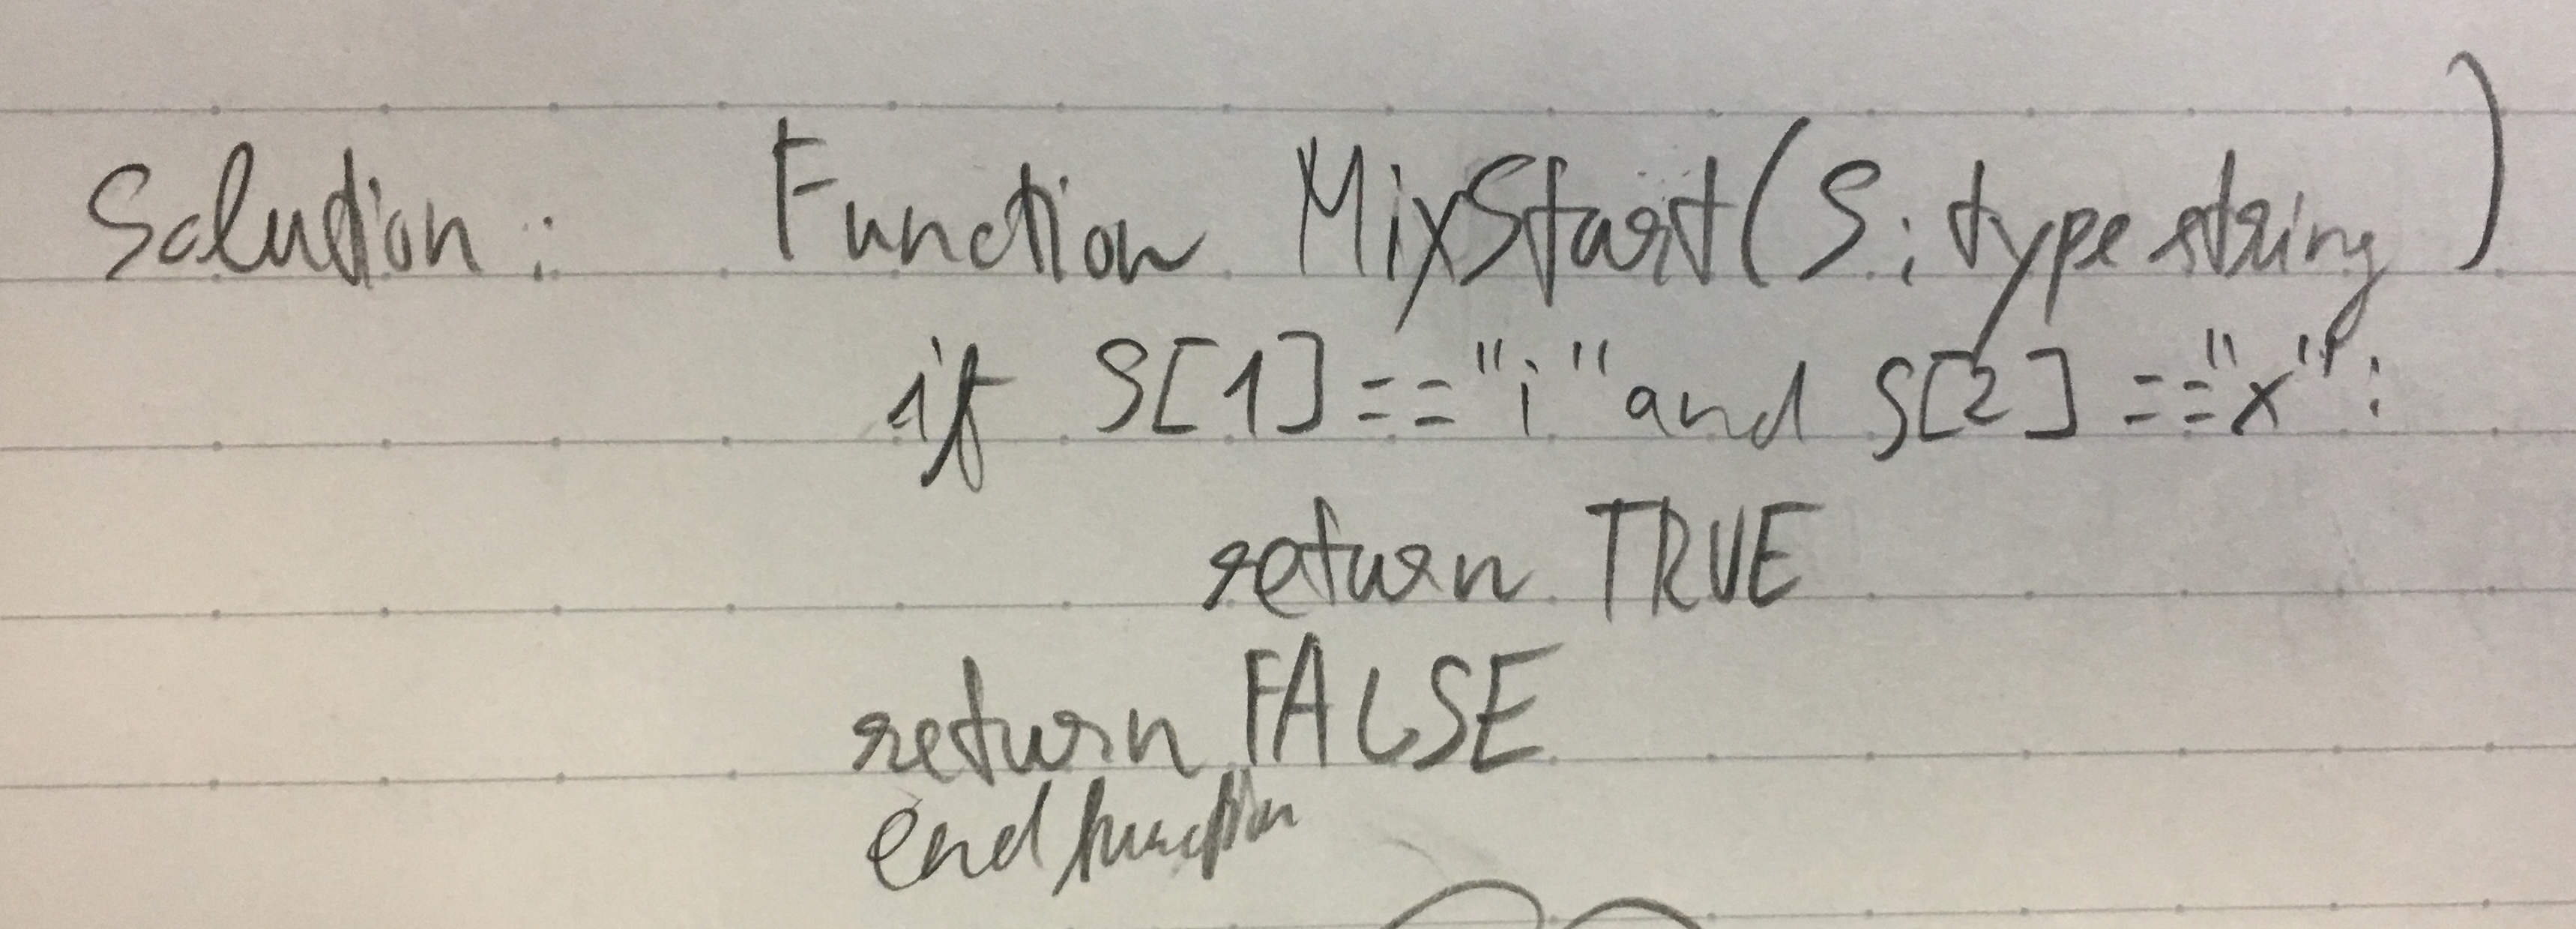 Solution: Function MixStart(S: type string)
if S[1]=="i" and S[2]=="x":
return TRUE
return FALSE
end function